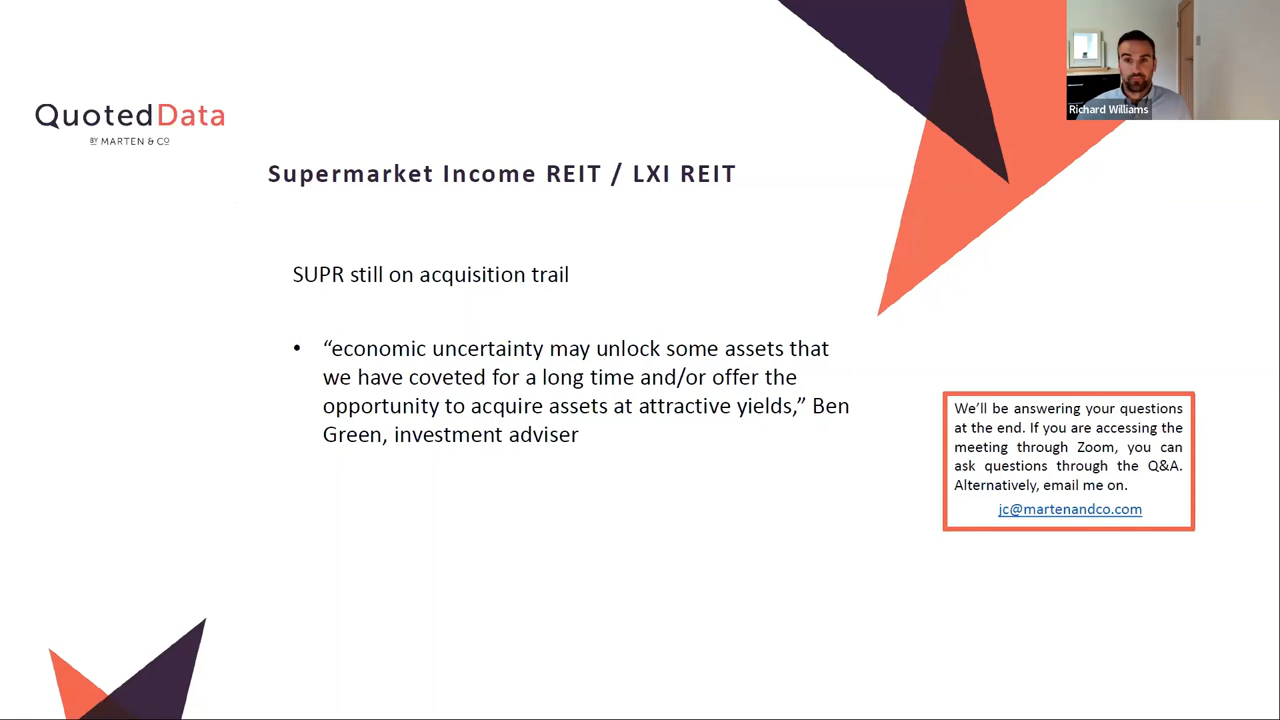 QuotedData
BY MARTEN & CO
Richard Williams
Supermarket Income REIT / LXI REIT
SUPR still on acquisition trail
• “economic uncertainty may unlock some assets that
we have coveted for a long time and/or offer the
opportunity to acquire assets at attractive yields,” Ben
Green, investment adviser
We’ll be answering your questions
at the end. If you are accessing the
meeting through Zoom, you can
ask questions through the Q&A.
Alternatively, email me on.
jc@martenandco.com